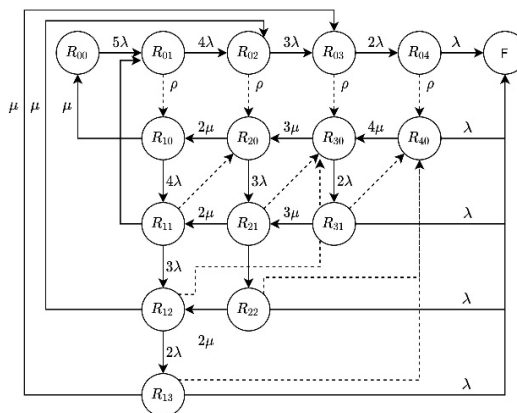 5λ 4λ 3λ 2λ λ
R₀₀ R₀₁ R₀₂ R₀₃ R₀₄ F
μ μ μ ρ ρ ρ ρ
2μ 3μ 4μ λ
R₁₀ R₂₀ R₃₀ R₄₀
4λ 3λ 2λ
2μ 3μ λ
R₁₁ R₂₁ R₃₁
3λ
λ
R₁₂ R₂₂
2μ
2λ
λ
R₁₃